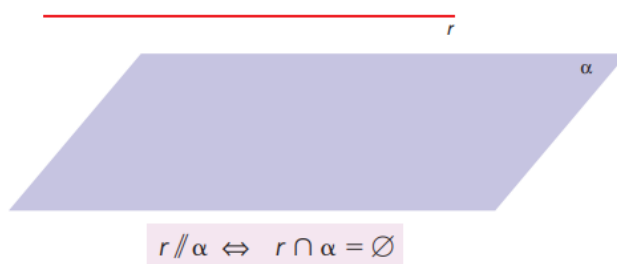 r
α
r // α ⇔ r ∩ α = ∅